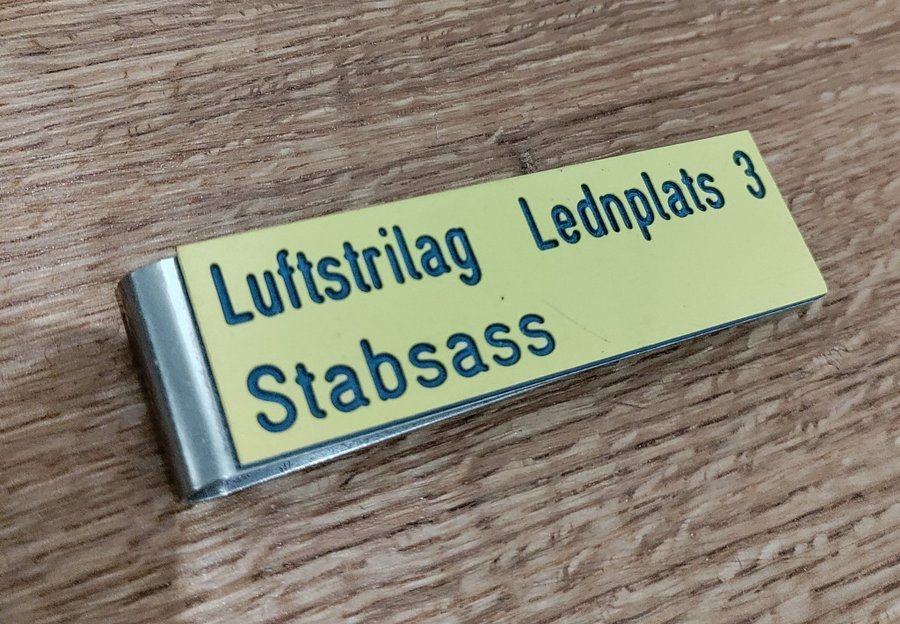 Luftstrilag Lednplats 3
Stabsass